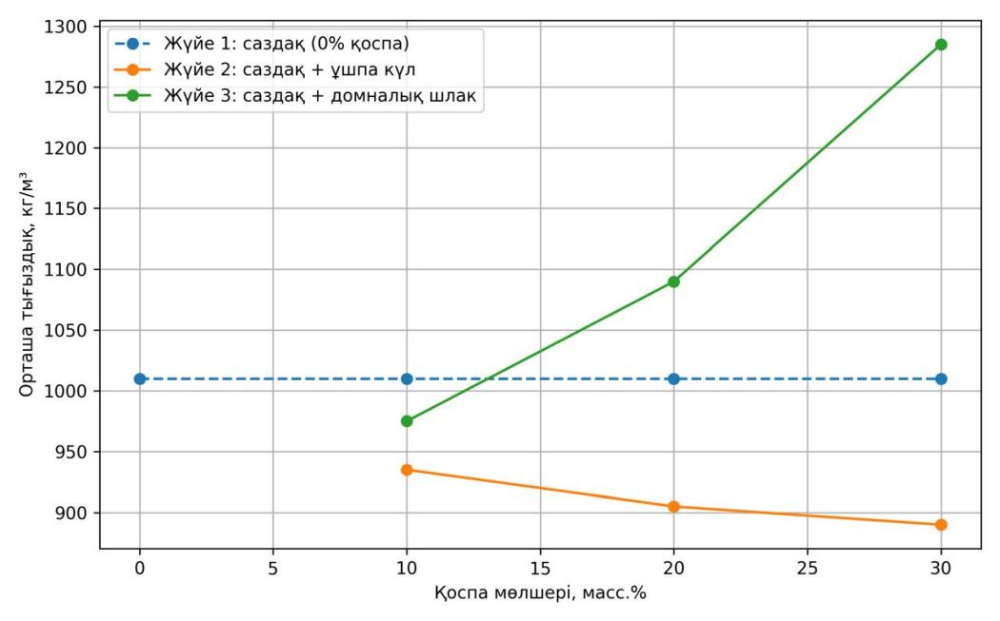 Жүйе 1: саздақ (0% қоспа)
Жүйе 2: саздақ + ұшпа күл
Жүйе 3: саздақ + домналық шлак
1300
1250
1200
1150
1100
1050
1000
950
900
Орташа тығыздық, кг/м³
0 5 10 15 20 25 30
Қоспа мөлшері, масс.%